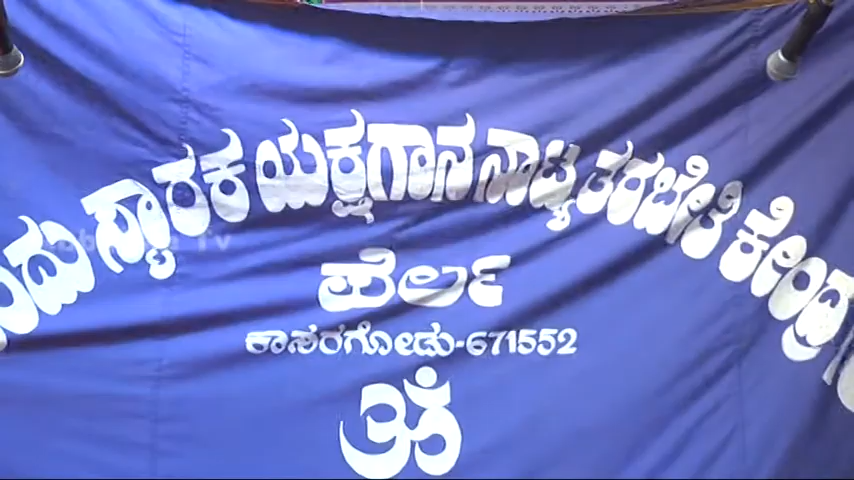 ಸ್ಮಾರಕ ಯಕ್ಷಗಾನ ನಾಟ್ಯ ತರಬೇತಿ ಕೇಂದ್ರ
ಪೆರ್ಲ
ಕಾಸರಗೋಡು-671552
ಓಂ